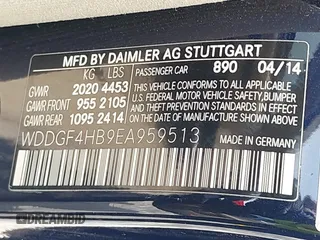 MFD BY DAIMLER AG STUTTGART
KG LBS PASSENGER CAR 890 04/14
GVWR 2020 4453
GAWR FRONT 955 2105
GAWR REAR 1095 2414
THIS VEHICLE CONFORMS TO ALL
APPLICABLE U.S. FEDERAL
MOTOR VEHICLE SAFETY, BUMPER
AND THEFT PREVENTION
STANDARDS IN EFFECT ON THE DATE
OF MANUFACTURE SHOWN ABOVE
WDDGF4HB9EA959513
MADE IN GERMANY
DREAMBID